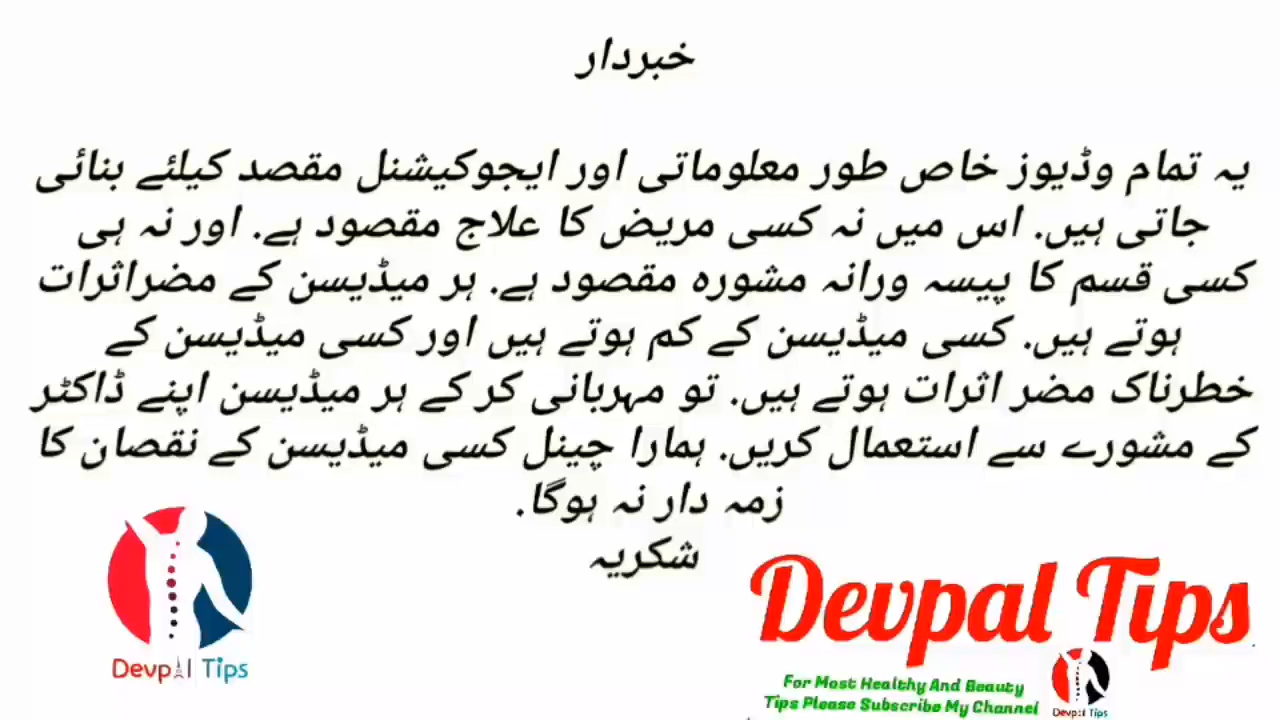 خبردار
یہ تمام وڈیوز خاص طور معلوماتی اور ایجوکیشنل مقصد کیلئے بنائی
جاتی ہیں. اس میں نہ کسی مریض کا علاج مقصود ہے. اور نہ ہی
کسی قسم کا پیسہ ورانہ مشورہ مقصود ہے. ہر میڈیسن کے مضراثرات
ہوتے ہیں. کسی میڈیسن کے کم ہوتے ہیں اور کسی میڈیسن کے
خطرناک مضر اثرات ہوتے ہیں. تو مہربانی کر کے ہر میڈیسن اپنے ڈاکٹر
کے مشورے سے استعمال کریں. ہمارا چینل کسی میڈیسن کے نقصان کا
زمہ دار نہ ہوگا.
شکریہ
Devpal Tips
Devpal Tips
For Most Healthy And Beauty
Tips Please Subscribe My Channel
Devpal Tips